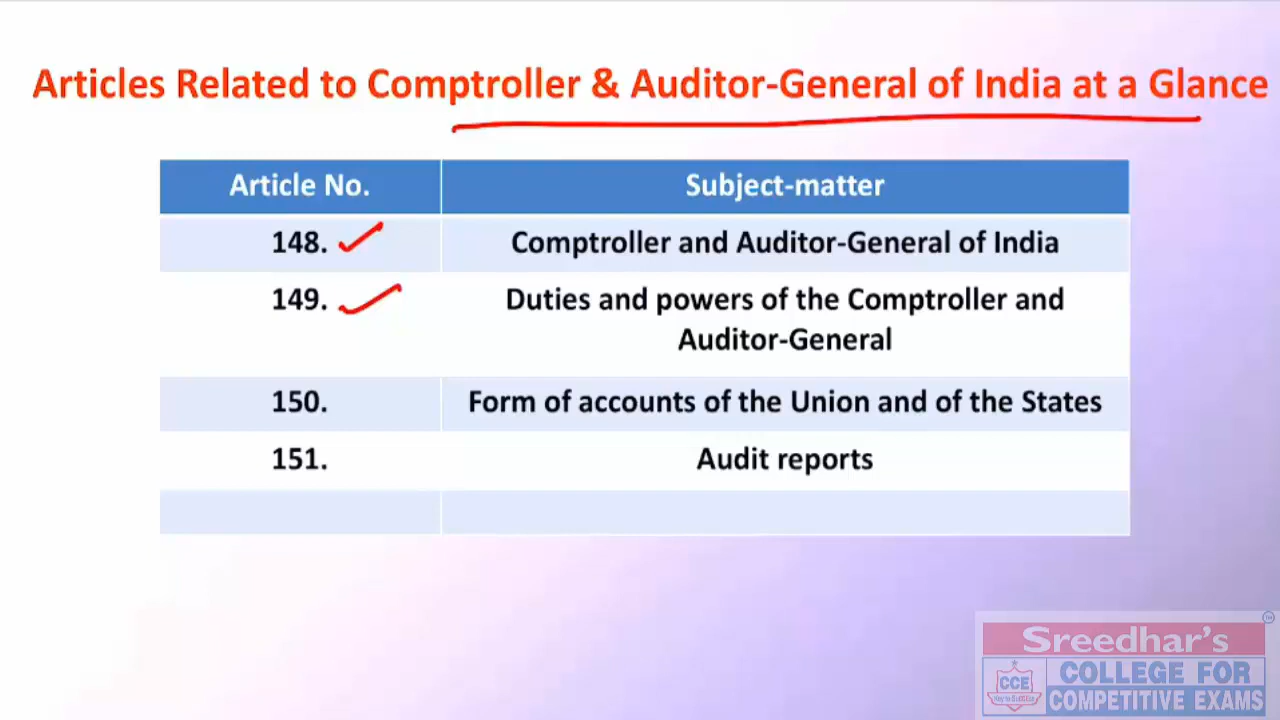 Articles Related to Comptroller & Auditor-General of India at a Glance
Article No. Subject-matter
148. Comptroller and Auditor-General of India
149. Duties and powers of the Comptroller and
Auditor-General
150. Form of accounts of the Union and of the States
151. Audit reports
Sreedhar's
CCE
COLLEGE FOR
COMPETITIVE EXAMS